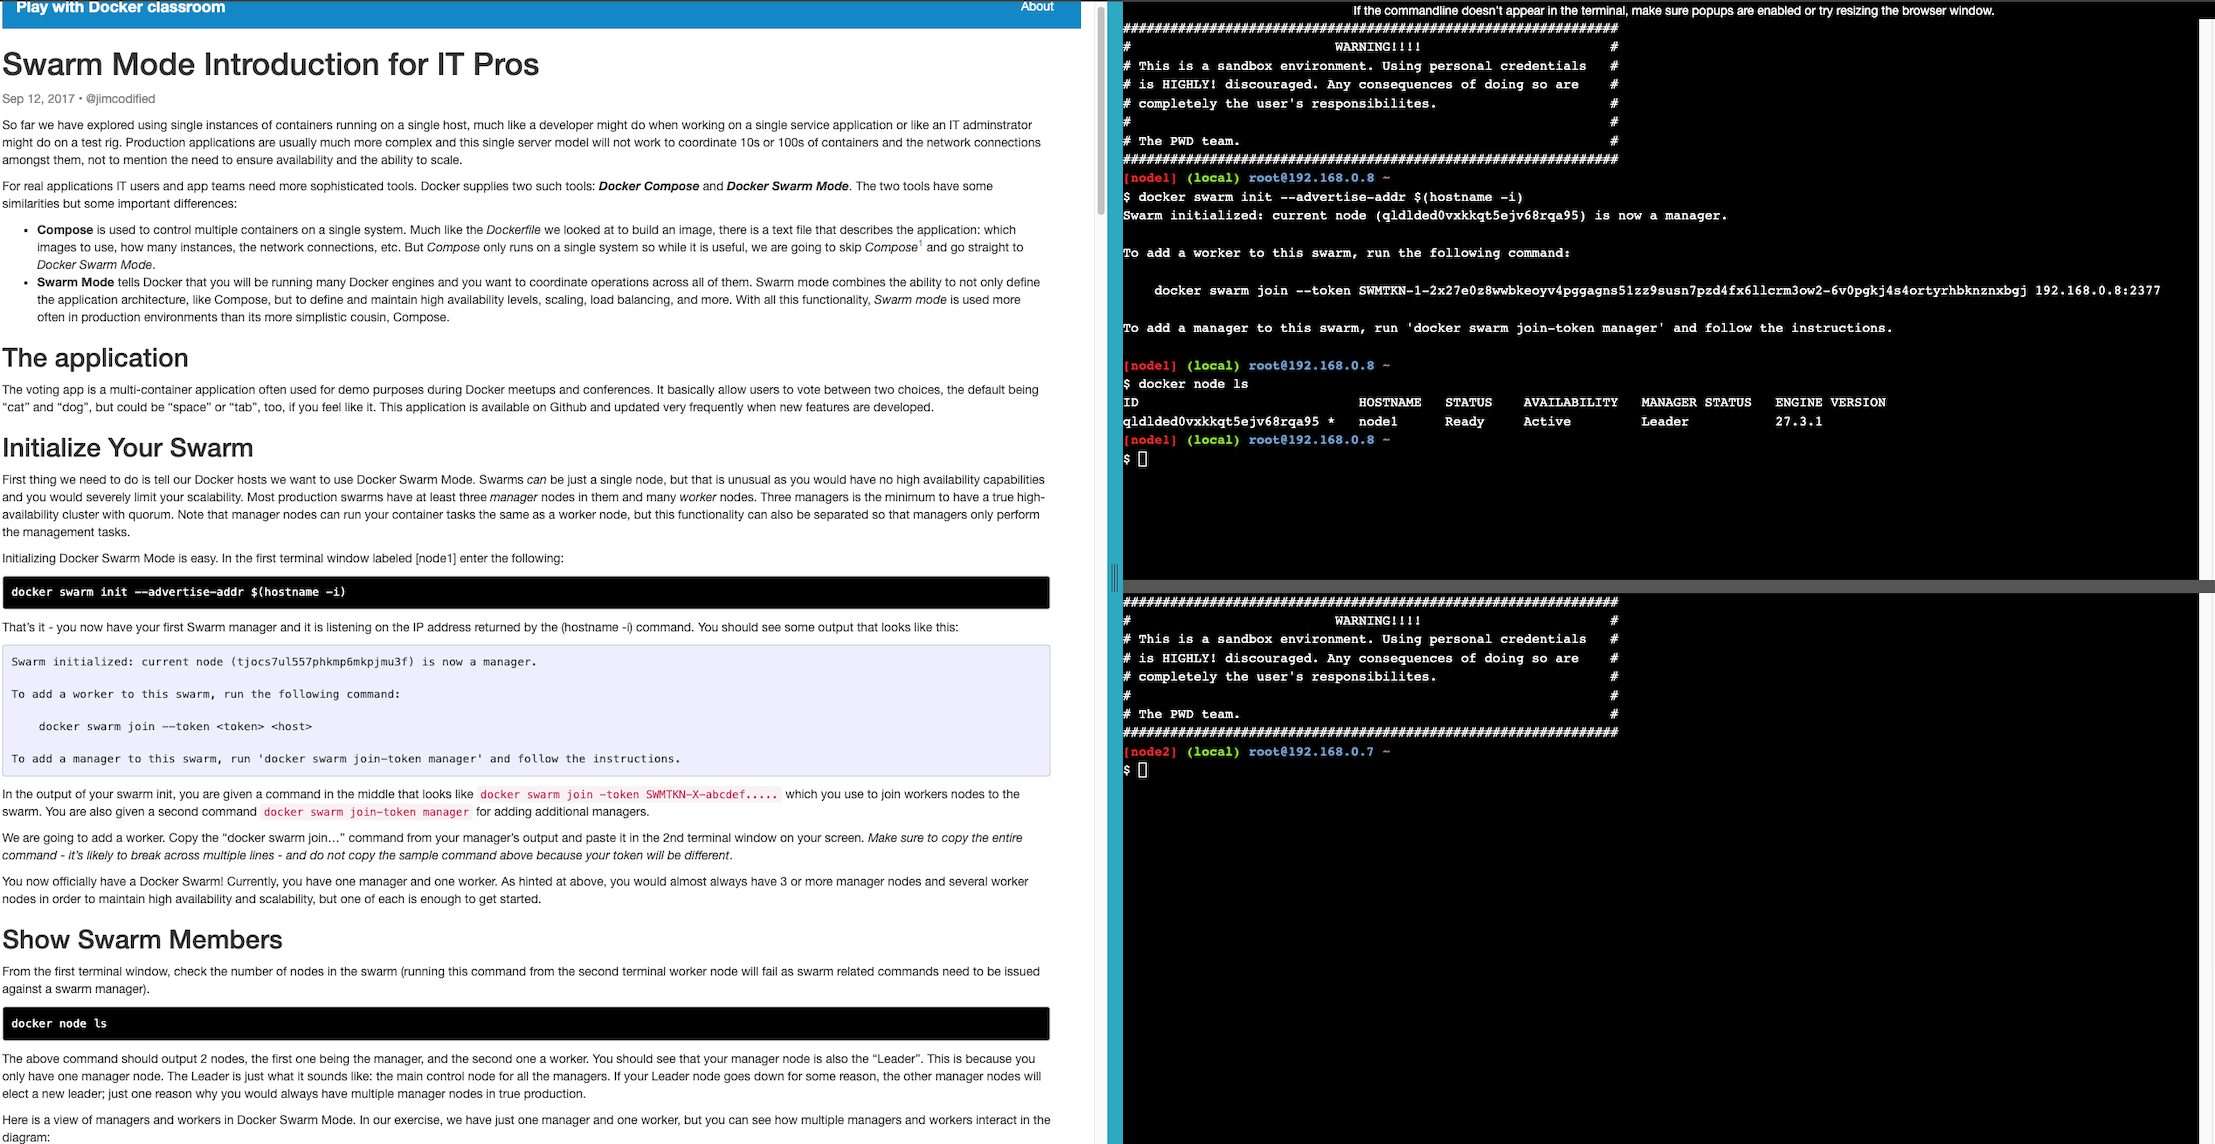 Play with Docker classroom
About
Swarm Mode Introduction for IT Pros
Sep 12, 2017 • @jimcodified
So far we have explored using single instances of containers running on a single host, much like a developer might do when working on a single service application or like an IT adminstrator
might do on a test rig. Production applications are usually much more complex and this single server model will not work to coordinate 10s or 100s of containers and the network connections
amongst them, not to mention the need to ensure availability and the ability to scale.
For real applications IT users and app teams need more sophisticated tools. Docker supplies two such tools: Docker Compose and Docker Swarm Mode. The two tools have some
similarities but some important differences:
• Compose is used to control multiple containers on a single system. Much like the Dockerfile we looked at to build an image, there is a text file that describes the application: which
images to use, how many instances, the network connections, etc. But Compose only runs on a single system so while it is useful, we are going to skip Compose1 and go straight to
Docker Swarm Mode.
• Swarm Mode tells Docker that you will be running many Docker engines and you want to coordinate operations across all of them. Swarm mode combines the ability to not only define
the application architecture, like Compose, but to define and maintain high availability levels, scaling, load balancing, and more. With all this functionality, Swarm mode is used more
often in production environments than its more simplistic cousin, Compose.
The application
The voting app is a multi-container application often used for demo purposes during Docker meetups and conferences. It basically allow users to vote between two choices, the default being
“cat” and “dog”, but could be “space” or “tab”, too, if you feel like it. This application is available on Github and updated very frequently when new features are developed.
Initialize Your Swarm
First thing we need to do is tell our Docker hosts we want to use Docker Swarm Mode. Swarms can be just a single node, but that is unusual as you would have no high availability capabilities
and you would severely limit your scalability. Most production swarms have at least three manager nodes in them and many worker nodes. Three managers is the minimum to have a true high-
availability cluster with quorum. Note that manager nodes can run your container tasks the same as a worker node, but this functionality can also be separated so that managers only perform
the management tasks.
Initializing Docker Swarm Mode is easy. In the first terminal window labeled [node1] enter the following:
docker swarm init --advertise-addr $(hostname -i)
That’s it - you now have your first Swarm manager and it is listening on the IP address returned by the (hostname -i) command. You should see some output that looks like this:
Swarm initialized: current node (tjocs7ul557phkmp6mkpjmu3f) is now a manager.
To add a worker to this swarm, run the following command:
docker swarm join --token <token> <host>
To add a manager to this swarm, run 'docker swarm join-token manager' and follow the instructions.
In the output of your swarm init, you are given a command in the middle that looks like docker swarm join -token SWMTKN-X-abcdef..... which you use to join workers nodes to the
swarm. You are also given a second command docker swarm join-token manager for adding additional managers.
We are going to add a worker. Copy the “docker swarm join…” command from your manager’s output and paste it in the 2nd terminal window on your screen. Make sure to copy the entire
command - it’s likely to break across multiple lines - and do not copy the sample command above because your token will be different.
You now officially have a Docker Swarm! Currently, you have one manager and one worker. As hinted at above, you would almost always have 3 or more manager nodes and several worker
nodes in order to maintain high availability and scalability, but one of each is enough to get started.
Show Swarm Members
From the first terminal window, check the number of nodes in the swarm (running this command from the second terminal worker node will fail as swarm related commands need to be issued
against a swarm manager).
docker node ls
The above command should output 2 nodes, the first one being the manager, and the second one a worker. You should see that your manager node is also the “Leader”. This is because you
only have one manager node. The Leader is just what it sounds like: the main control node for all the managers. If your Leader node goes down for some reason, the other manager nodes will
elect a new leader; just one reason why you would always have multiple manager nodes in true production.
Here is a view of managers and workers in Docker Swarm Mode. In our exercise, we have just one manager and one worker, but you can see how multiple managers and workers interact in the
diagram:
If the commandline doesn't appear in the terminal, make sure popups are enabled or try resizing the browser window.
###############################################################
# WARNING!!!! #
# This is a sandbox environment. Using personal credentials #
# is HIGHLY! discouraged. Any consequences of doing so are #
# completely the user's responsibilites. #
# #
# The PWD team. #
###############################################################
[node1] (local) root@192.168.0.8 ~
$ docker swarm init --advertise-addr $(hostname -i)
Swarm initialized: current node (qldlded0vxkkqt5ejv68rqa95) is now a manager.
To add a worker to this swarm, run the following command:
docker swarm join --token SWMTKN-1-2x27e0z8wwbkeoyv4pggagns51zz9susn7pzd4fx6llcrm3ow2-6v0pgkj4s4ortyrhbknznxbgj 192.168.0.8:2377
To add a manager to this swarm, run 'docker swarm join-token manager' and follow the instructions.
[node1] (local) root@192.168.0.8 ~
$ docker node ls
ID HOSTNAME STATUS AVAILABILITY MANAGER STATUS ENGINE VERSION
qldlded0vxkkqt5ejv68rqa95 * node1 Ready Active Leader 27.3.1
[node1] (local) root@192.168.0.8 ~
$
###############################################################
# WARNING!!!! #
# This is a sandbox environment. Using personal credentials #
# is HIGHLY! discouraged. Any consequences of doing so are #
# completely the user's responsibilites. #
# #
# The PWD team. #
###############################################################
[node2] (local) root@192.168.0.7 ~
$